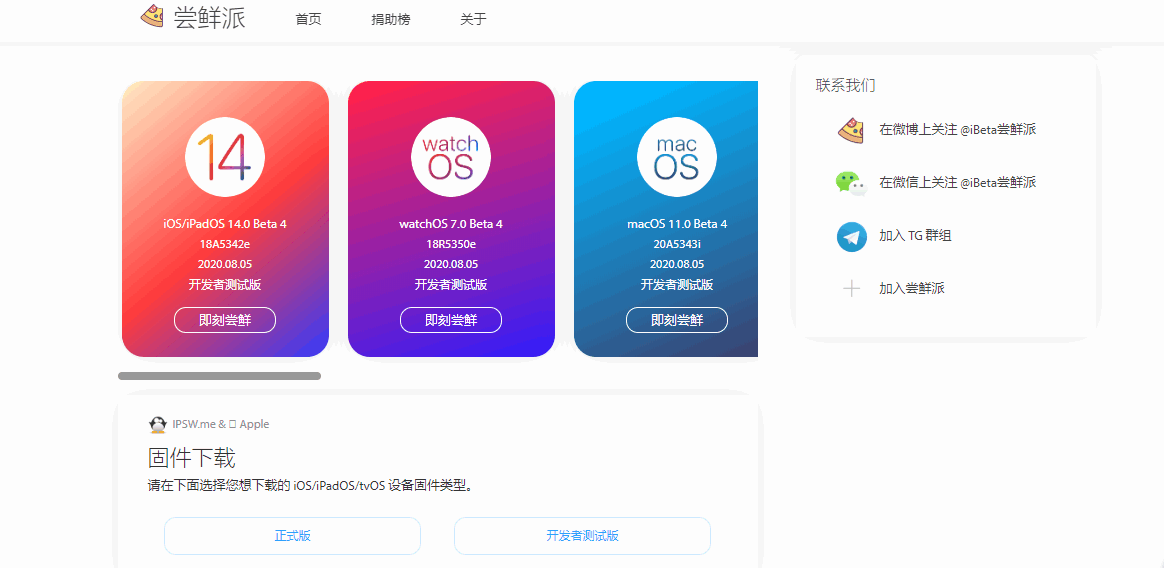 尝鲜派
首页
捐助榜
关于
14
iOS/iPadOS 14.0 Beta 4
18A5342e
2020.08.05
开发者测试版
即刻尝鲜
watch
OS
watchOS 7.0 Beta 4
18R5350e
2020.08.05
开发者测试版
即刻尝鲜
mac
OS
macOS 11.0 Beta 4
20A5343i
2020.08.05
开发者测试版
即刻尝鲜
联系我们
在微博上关注 @iBeta尝鲜派
在微信上关注 @iBeta尝鲜派
加入 TG 群组
加入尝鲜派
IPSW.me & Apple
固件下载
请在下面选择您想下载的 iOS/iPadOS/tvOS 设备固件类型。
正式版
开发者测试版